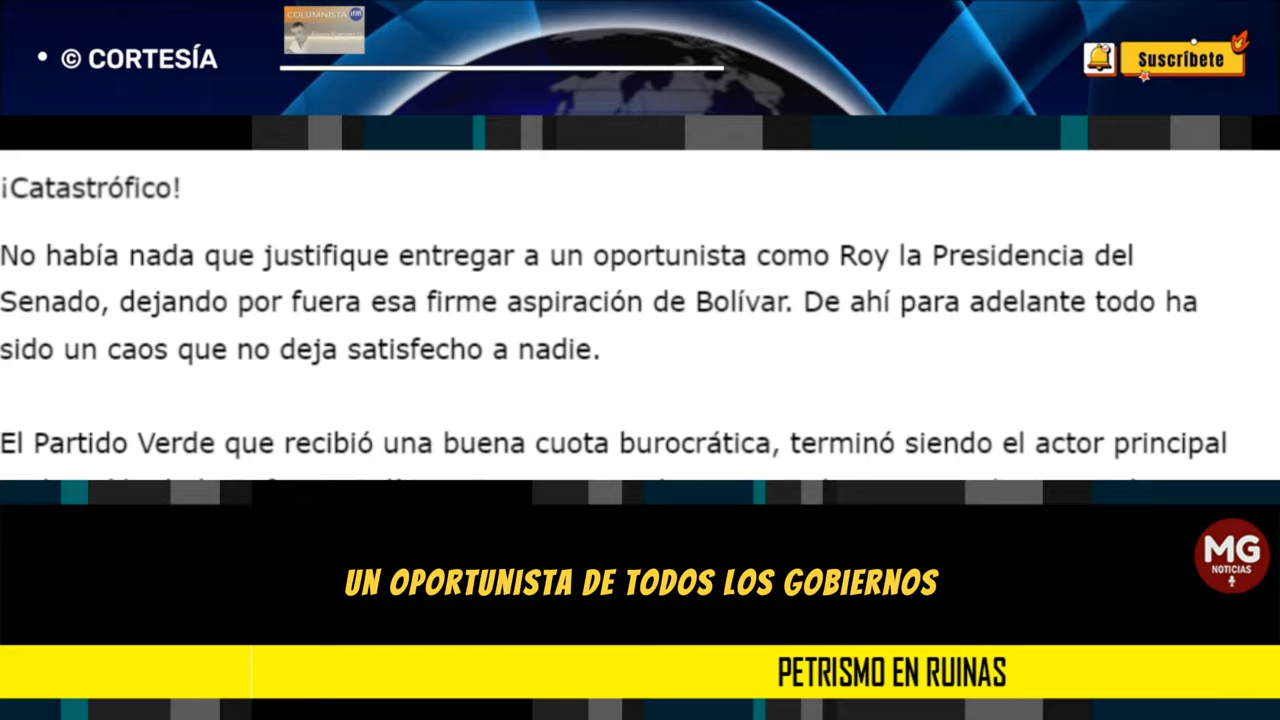 • © CORTESÍA
COLUMNISTA ifm
Suscríbete
¡Catastrófico!
No había nada que justifique entregar a un oportunista como Roy la Presidencia del
Senado, dejando por fuera esa firme aspiración de Bolívar. De ahí para adelante todo ha
sido un caos que no deja satisfecho a nadie.
El Partido Verde que recibió una buena cuota burocrática, terminó siendo el actor principal
UN OPORTUNISTA DE TODOS LOS GOBIERNOS
MG
NOTICIAS
PETRISMO EN RUINAS